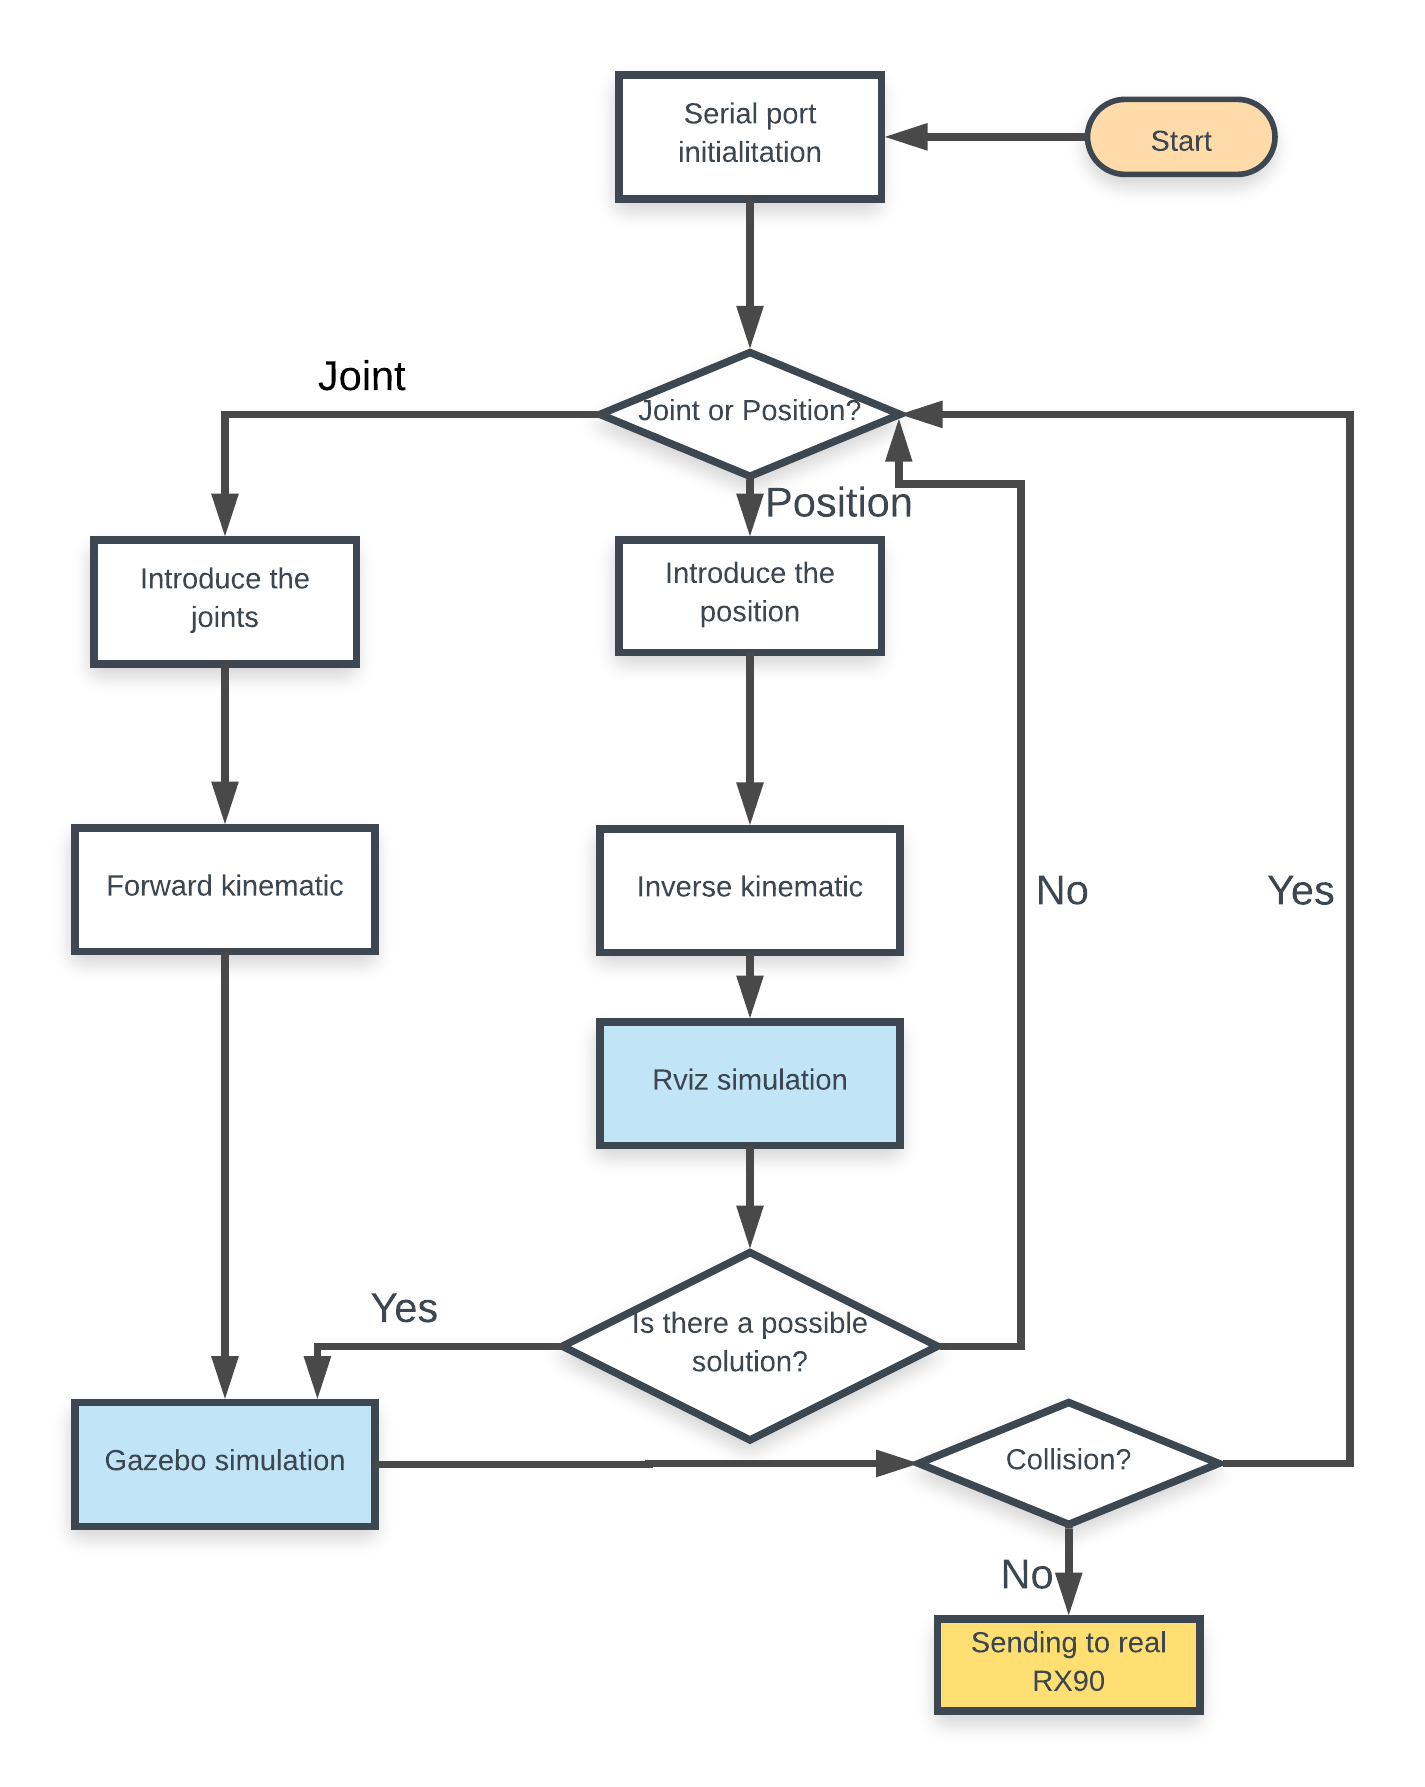 Serial port
initialitation
Start
Joint
Joint or Position?
Position
Introduce the
joints
Introduce the
position
Forward kinematic
Inverse kinematic
No
Yes
Rviz simulation
Yes
Is there a possible
solution?
Gazebo simulation
Collision?
No
Sending to real
RX90